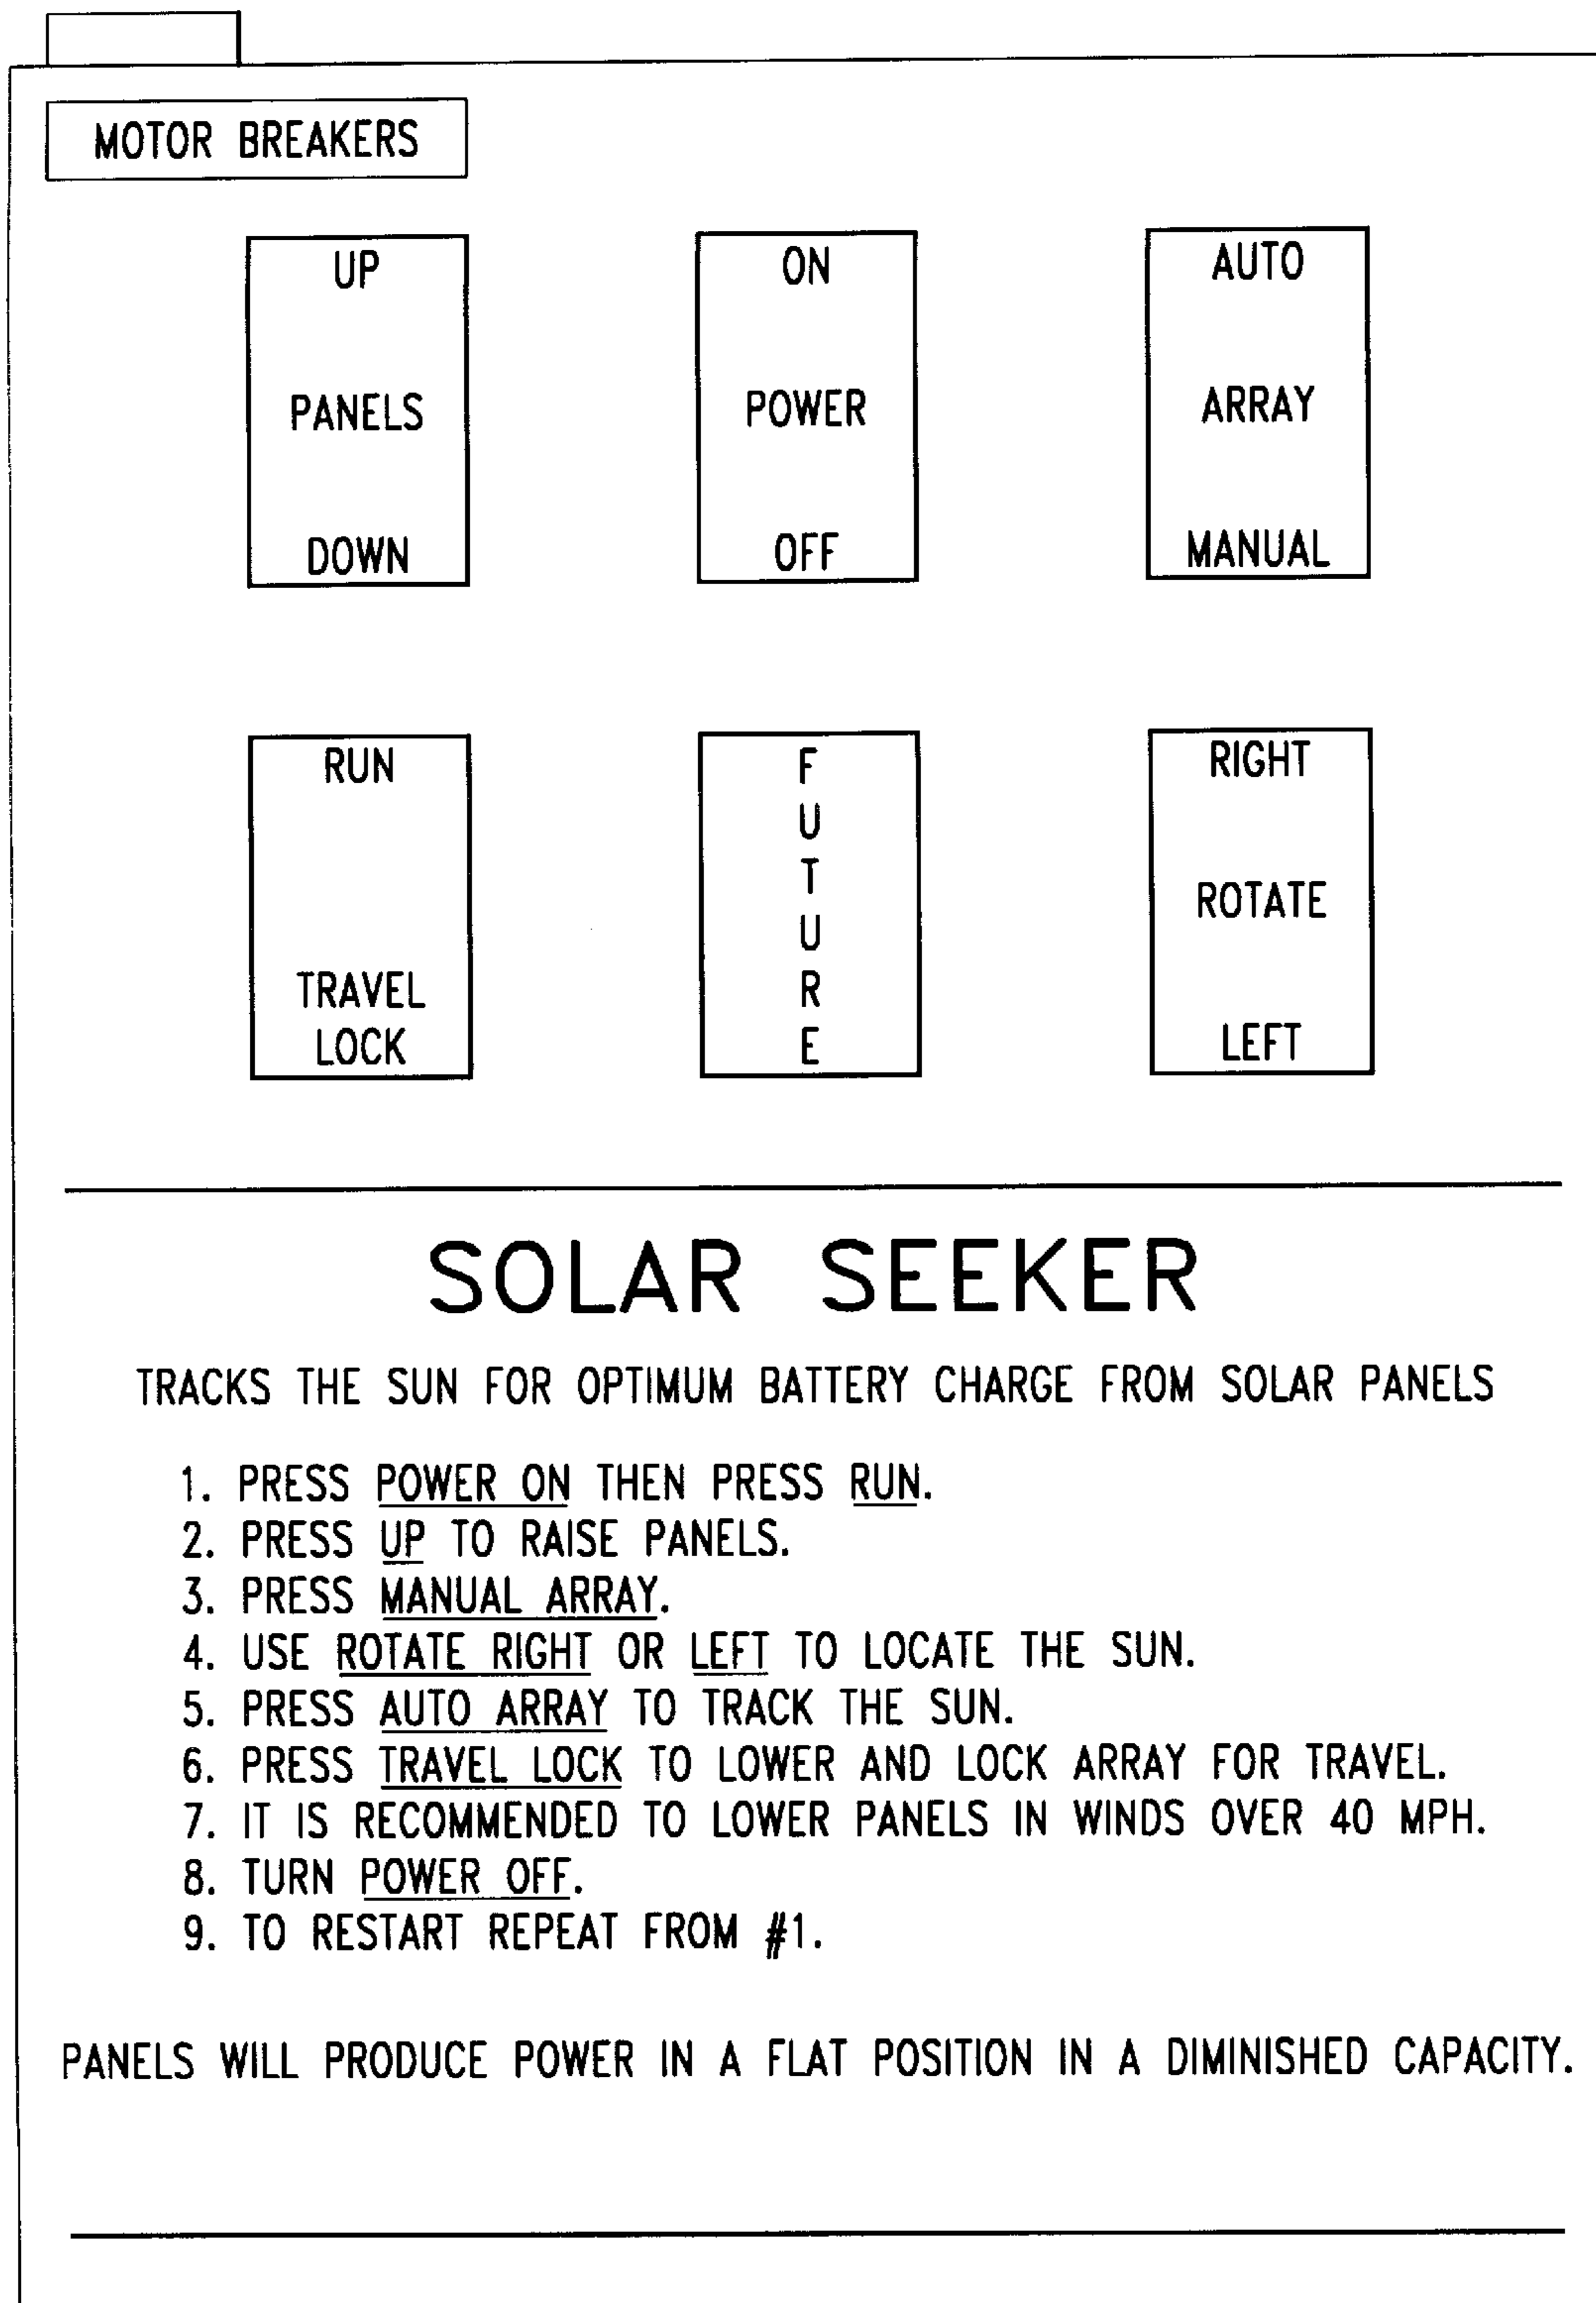 MOTOR BREAKERS
UP
PANELS
DOWN
ON
POWER
OFF
AUTO
ARRAY
MANUAL
RUN
TRAVEL
LOCK
F
U
T
U
R
E
RIGHT
ROTATE
LEFT
SOLAR SEEKER
TRACKS THE SUN FOR OPTIMUM BATTERY CHARGE FROM SOLAR PANELS
1. PRESS POWER ON THEN PRESS RUN.
2. PRESS UP TO RAISE PANELS.
3. PRESS MANUAL ARRAY.
4. USE ROTATE RIGHT OR LEFT TO LOCATE THE SUN.
5. PRESS AUTO ARRAY TO TRACK THE SUN.
6. PRESS TRAVEL LOCK TO LOWER AND LOCK ARRAY FOR TRAVEL.
7. IT IS RECOMMENDED TO LOWER PANELS IN WINDS OVER 40 MPH.
8. TURN POWER OFF.
9. TO RESTART REPEAT FROM #1.
PANELS WILL PRODUCE POWER IN A FLAT POSITION IN A DIMINISHED CAPACITY.